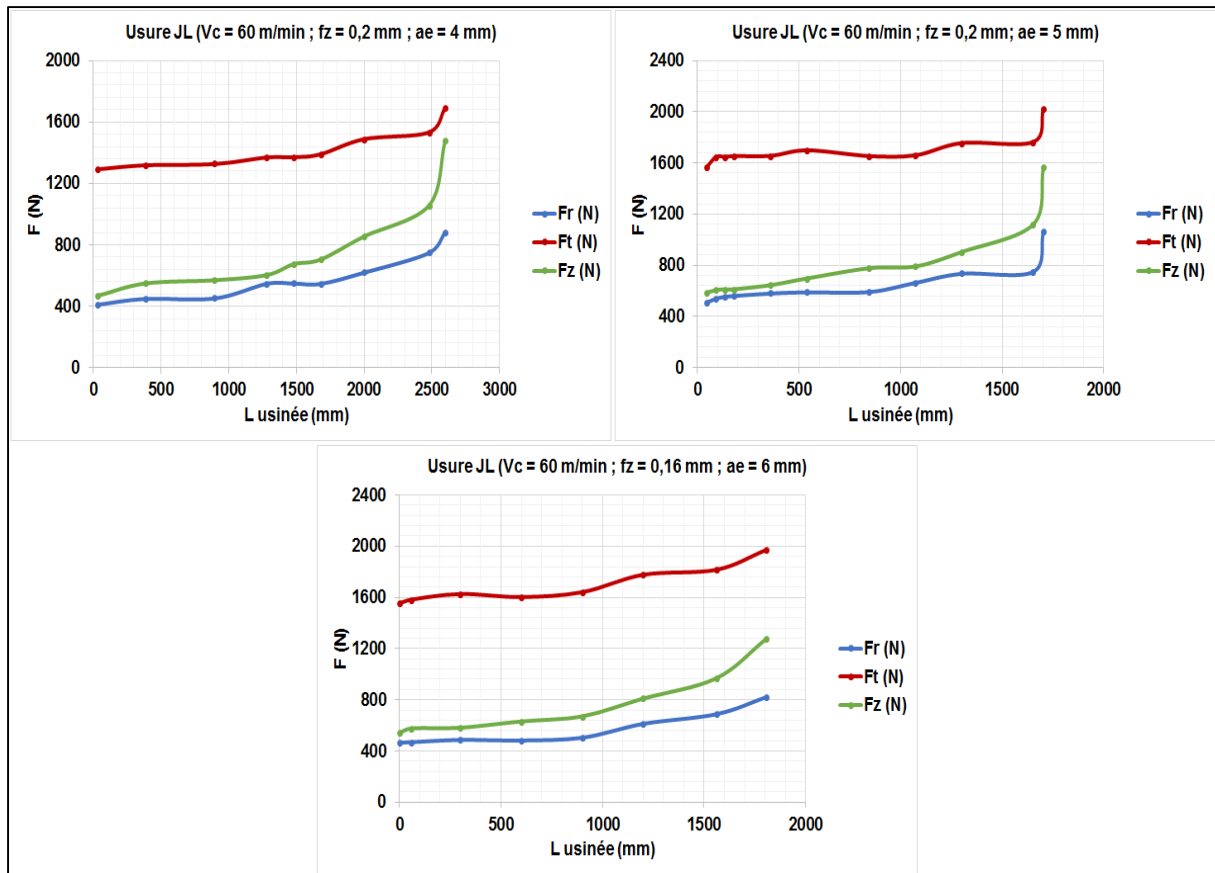 Usure JL (Vc = 60 m/min ; fz = 0,2 mm ; ae = 4 mm)
2000
1600
1200
800
400
0
F (N)
0 500 1000 1500 2000 2500 3000
L usinée (mm)
Fr (N)
Ft (N)
Fz (N)
Usure JL (Vc = 60 m/min ; fz = 0,2 mm; ae = 5 mm)
2400
2000
1600
1200
800
400
0
F (N)
0 500 1000 1500 2000
L usinée (mm)
Fr (N)
Ft (N)
Fz (N)
Usure JL (Vc = 60 m/min ; fz = 0,16 mm ; ae = 6 mm)
2400
2000
1600
1200
800
400
0
F (N)
0 500 1000 1500 2000
L usinée (mm)
Fr (N)
Ft (N)
Fz (N)